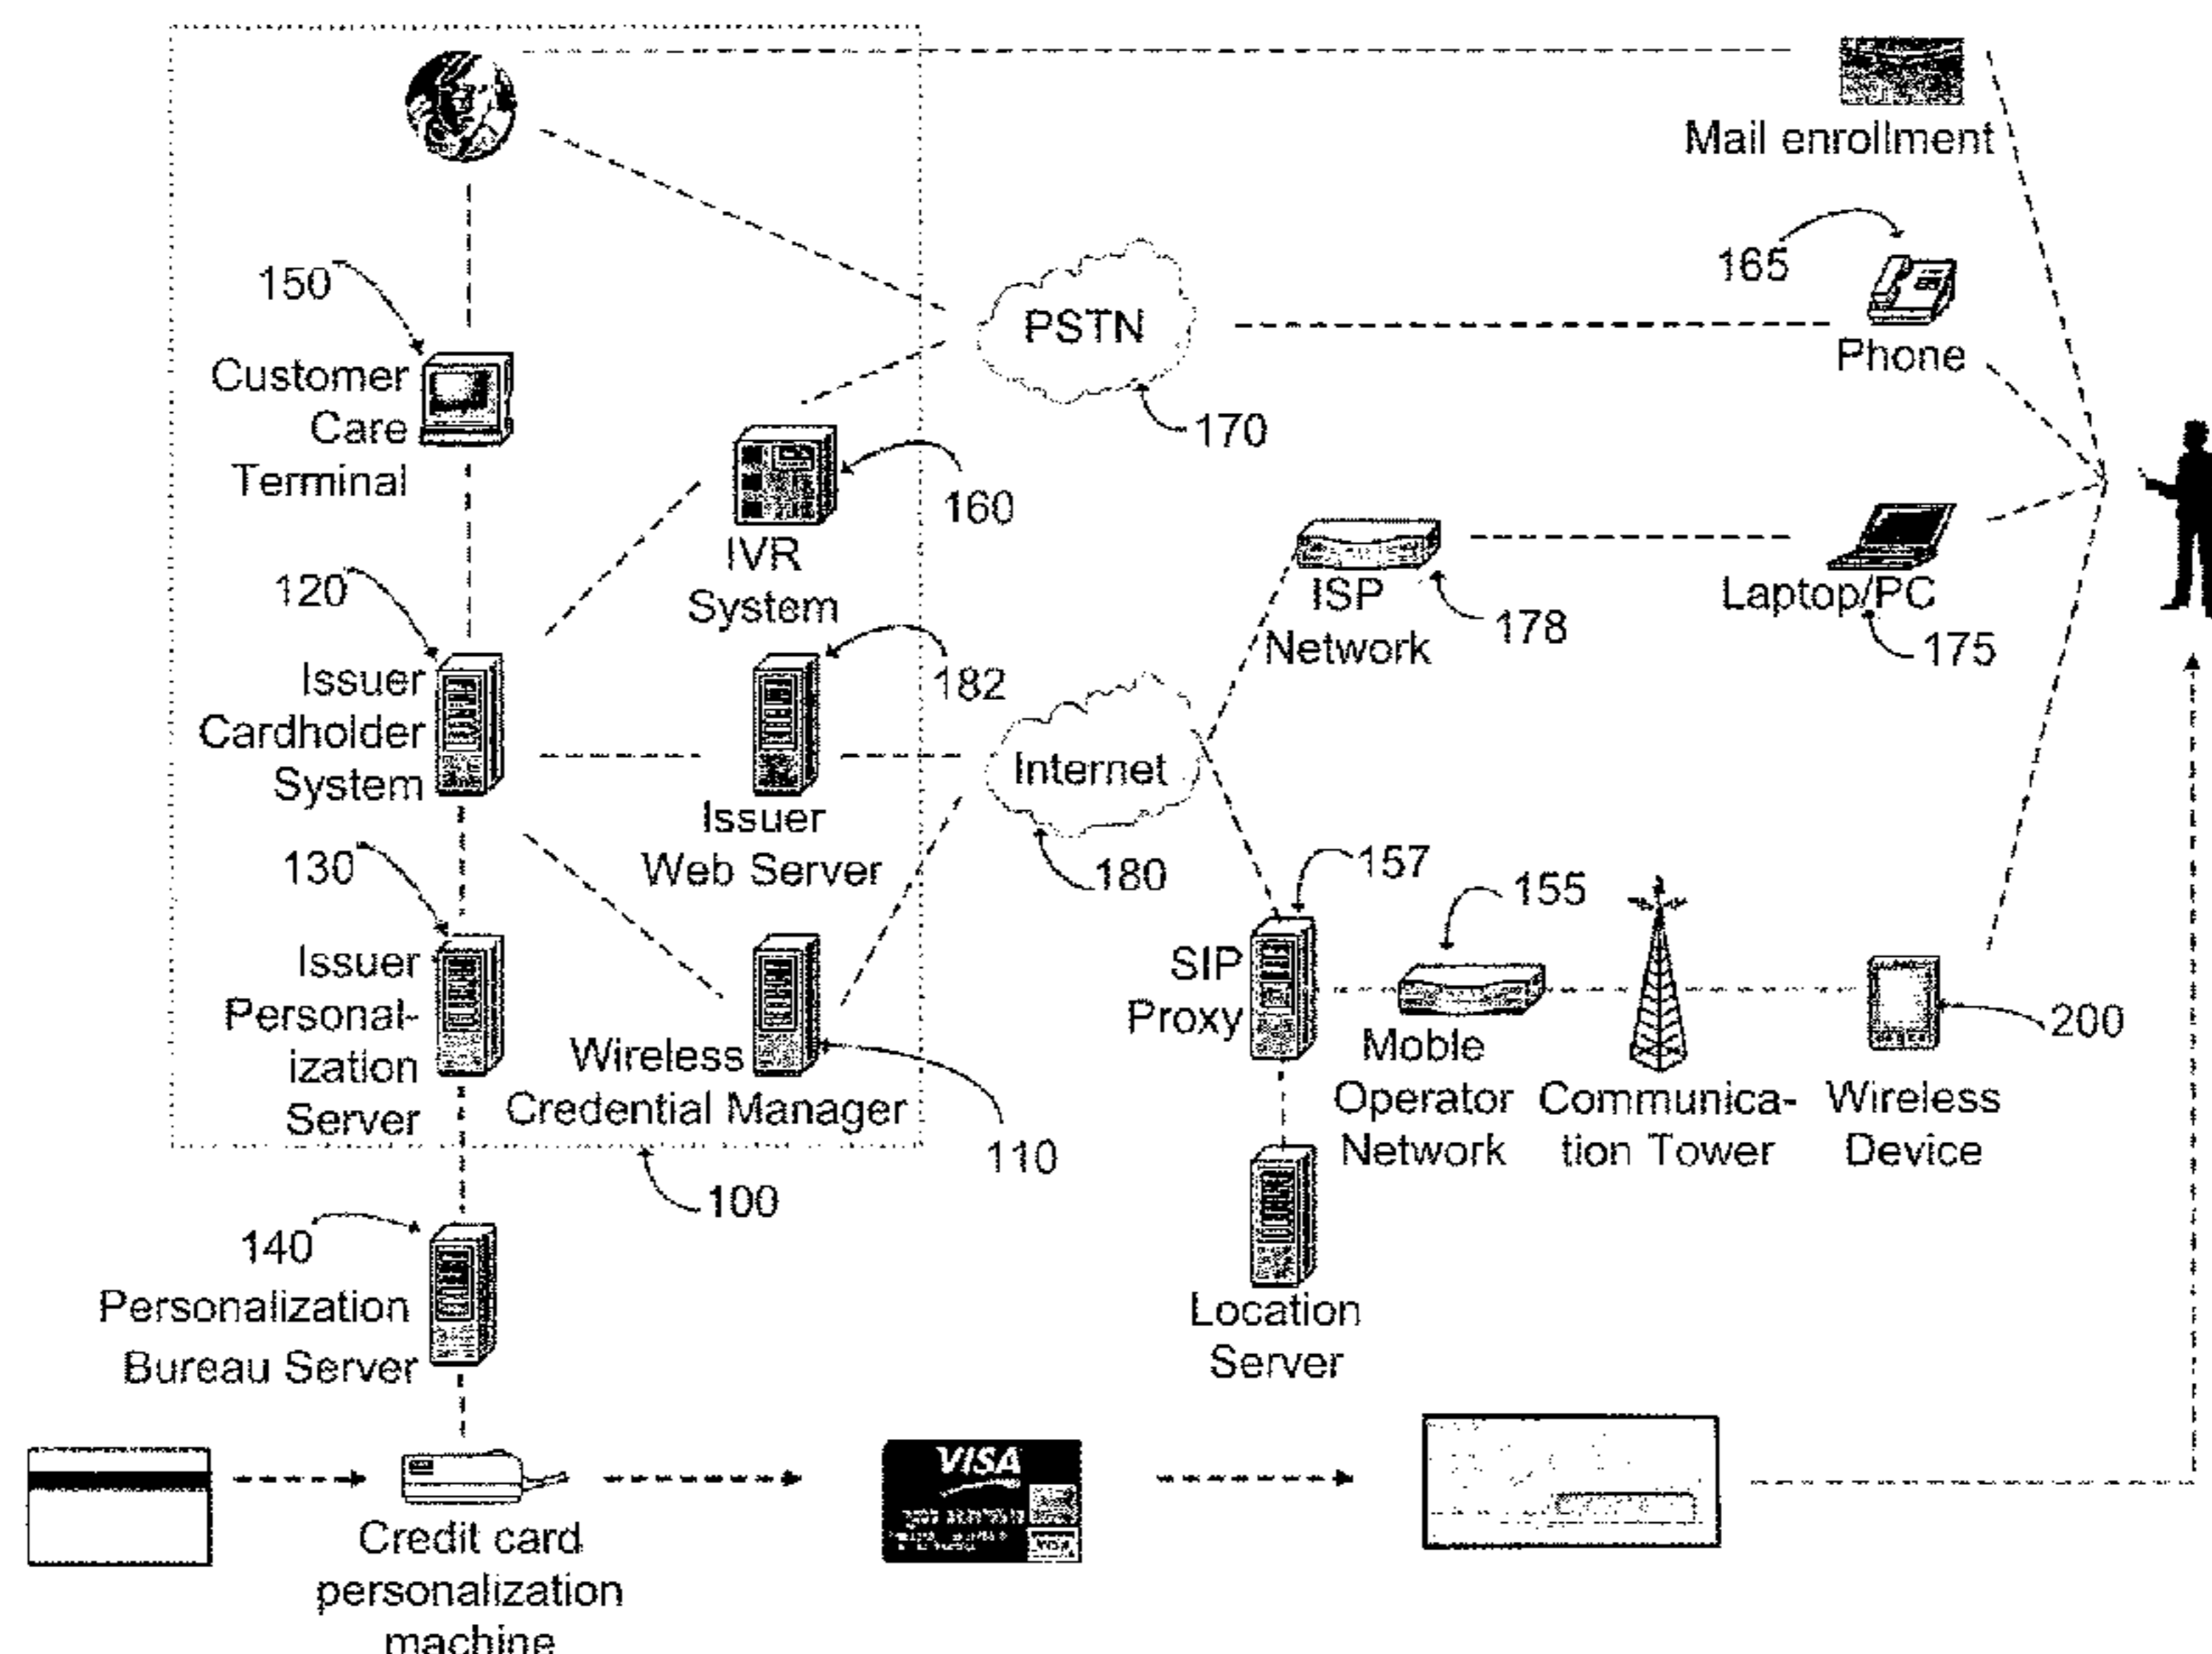 Mail enrollment
165
Phone
150
Customer
Care
Terminal
PSTN
170
160
IVR
System
ISP
Network
178
Laptop/PC
175
120
Issuer
Cardholder
System
182
Issuer
Web Server
Internet
180
130
Issuer
Personal-
ization
Server
Wireless
Credential Manager
110
100
157
SIP
Proxy
155
Moble
Operator
Network
Communica-
tion Tower
Wireless
Device
200
Location
Server
140
Personalization
Bureau Server
Credit card
personalization
machine
VISA
VISA